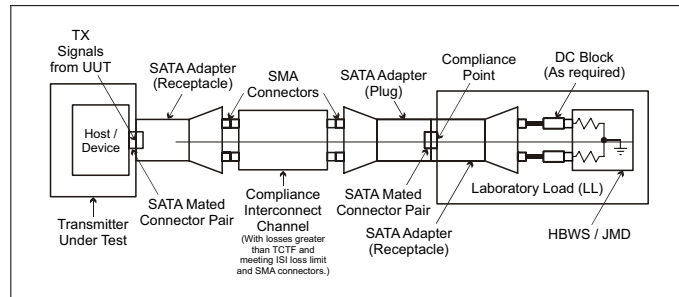 TX
Signals
from UUT
SATA Adapter
(Receptacle)
SMA
Connectors
SATA Adapter
(Plug)
Compliance
Point
DC Block
(As required)
Host /
Device
Transmitter
Under Test
SATA Mated
Connector Pair
Compliance
Interconnect
Channel
(With losses greater
than TCTF and
meeting ISI loss limit
and SMA connectors.)
SATA Mated
Connector Pair
SATA Adapter
(Receptacle)
Laboratory Load (LL)
HBWS / JMD